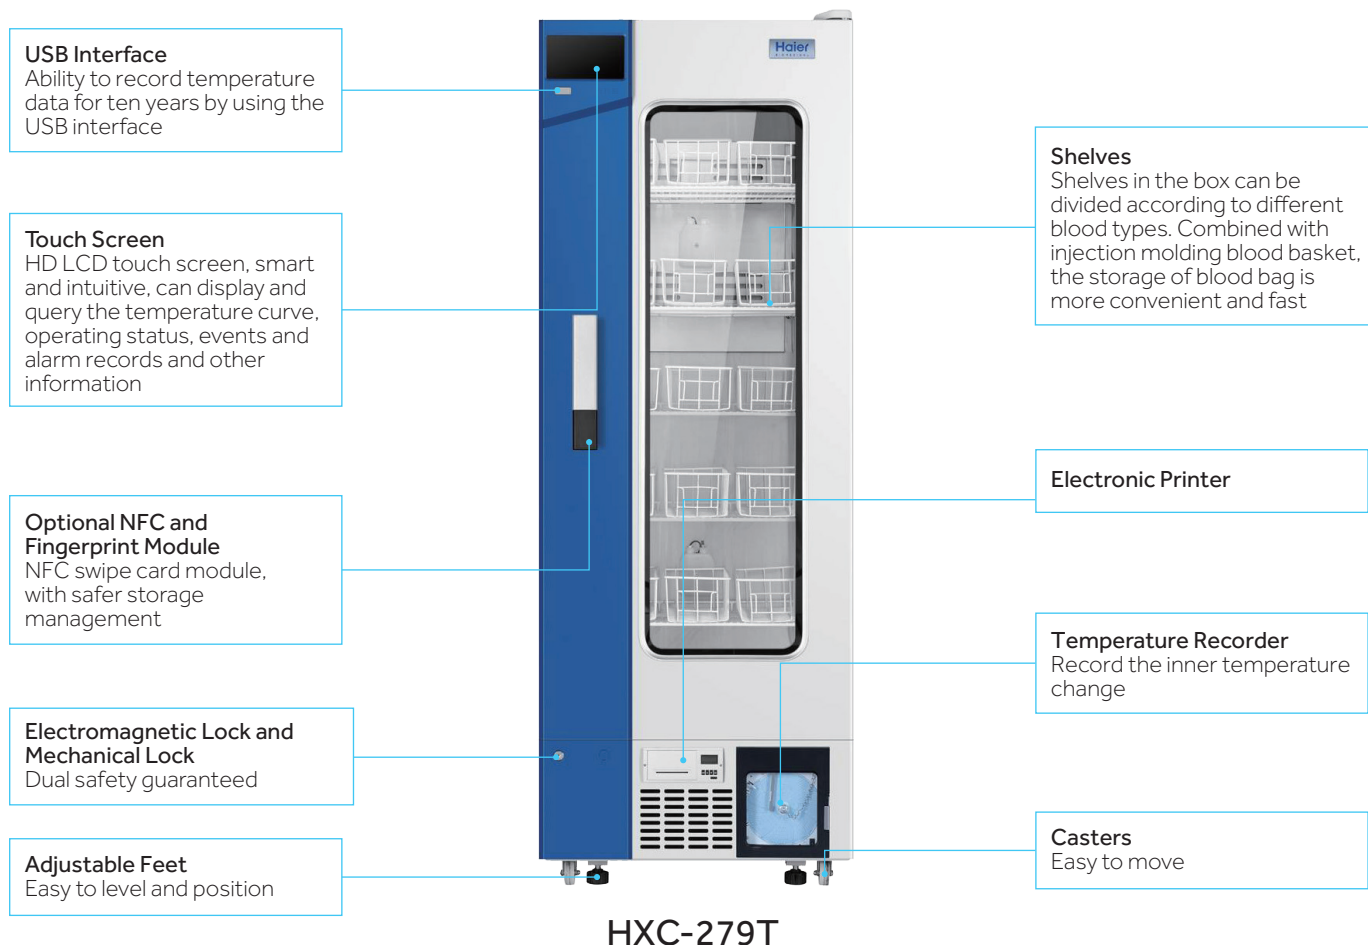 USB Interface
Ability to record temperature
data for ten years by using the
USB interface
Touch Screen
HD LCD touch screen, smart
and intuitive, can display and
query the temperature curve,
operating status, events and
alarm records and other
information
Optional NFC and
Fingerprint Module
NFC swipe card module,
with safer storage
management
Electromagnetic Lock and
Mechanical Lock
Dual safety guaranteed
Adjustable Feet
Easy to level and position
Haier
Shelves
Shelves in the box can be
divided according to different
blood types. Combined with
injection molding blood basket,
the storage of blood bag is
more convenient and fast
Electronic Printer
Temperature Recorder
Record the inner temperature
change
Casters
Easy to move
HXC-279T